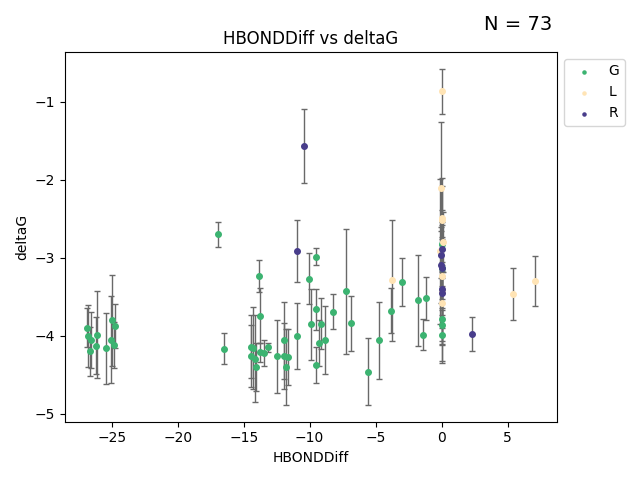 N = 73
HBONDDiff vs deltaG
G
L
R
deltaG
−1
−2
−3
−4
−5
−25
−20
−15
−10
−5
0
5
HBONDDiff